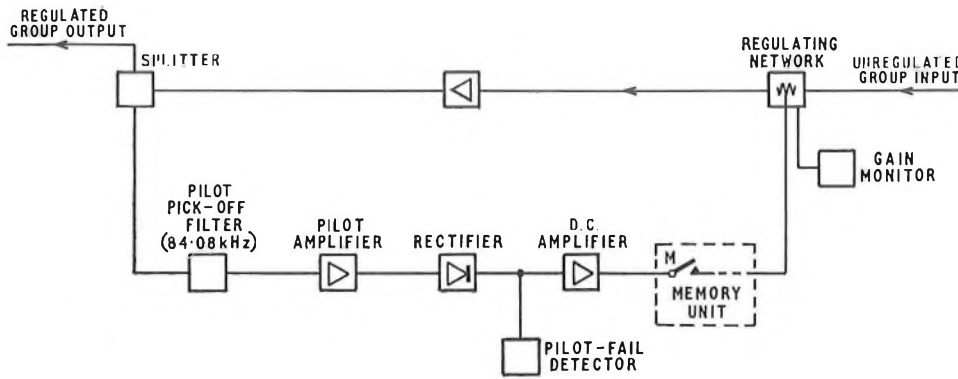 REGULATED
GROUP OUTPUT
SPLITTER
REGULATING
NETWORK
UNREGULATED
GROUP INPUT
GAIN
MONITOR
PILOT
PICK-OFF
FILTER
(84·08kHz)
PILOT
AMPLIFIER
RECTIFIER
D.C.
AMPLIFIER
M
MEMORY
UNIT
PILOT-FAIL
DETECTOR